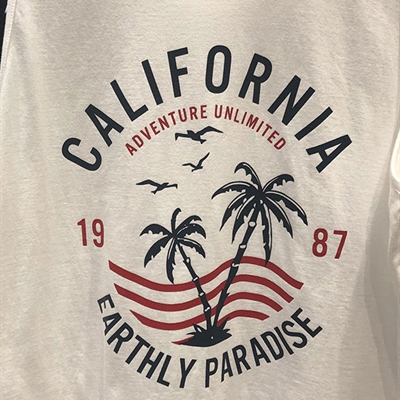 CALIFORNIA
ADVENTURE UNLIMITED
19 87
EARTHLY PARADISE